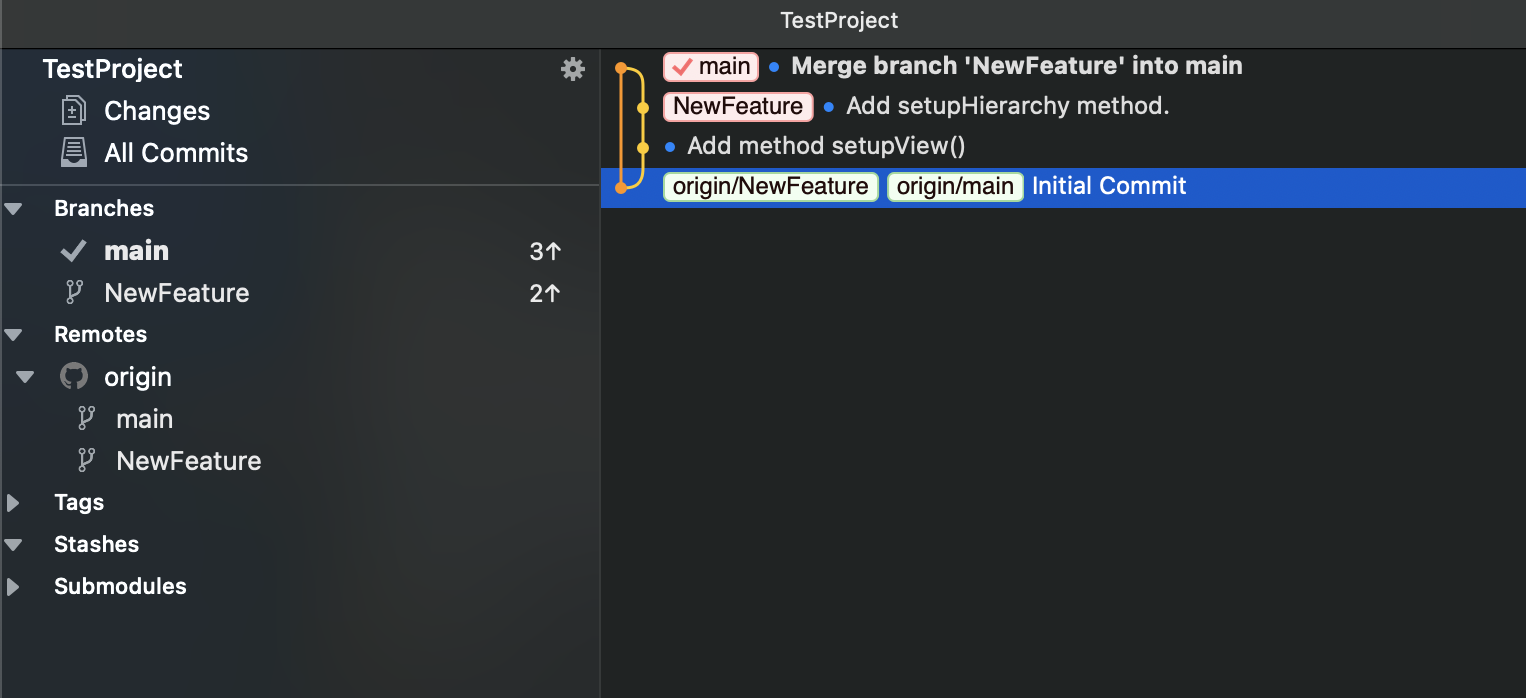 TestProject
TestProject
Changes
All Commits
Branches
main 3↑
NewFeature 2↑
Remotes
origin
main
NewFeature
Tags
Stashes
Submodules
main Merge branch 'NewFeature' into main
NewFeature Add setupHierarchy method.
Add method setupView()
origin/NewFeature origin/main Initial Commit